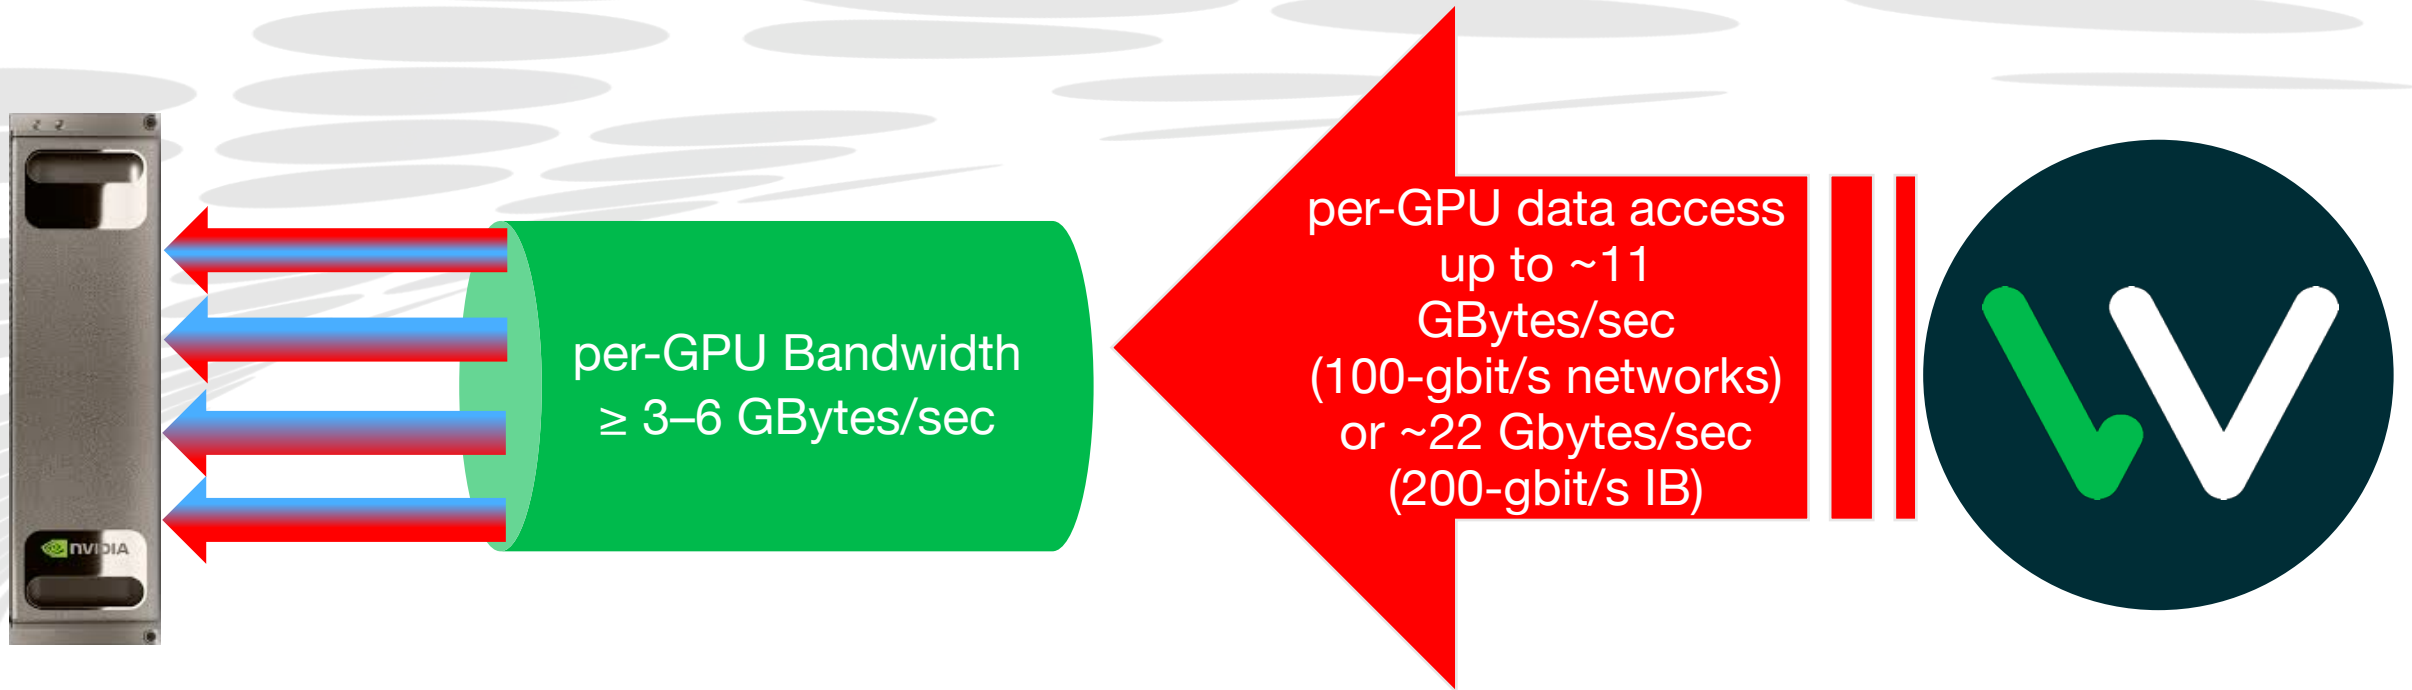 per-GPU Bandwidth
≥ 3–6 GBytes/sec
per-GPU data access
up to ~11
GBytes/sec
(100-gbit/s networks)
or ~22 Gbytes/sec
(200-gbit/s IB)
NVIDIA